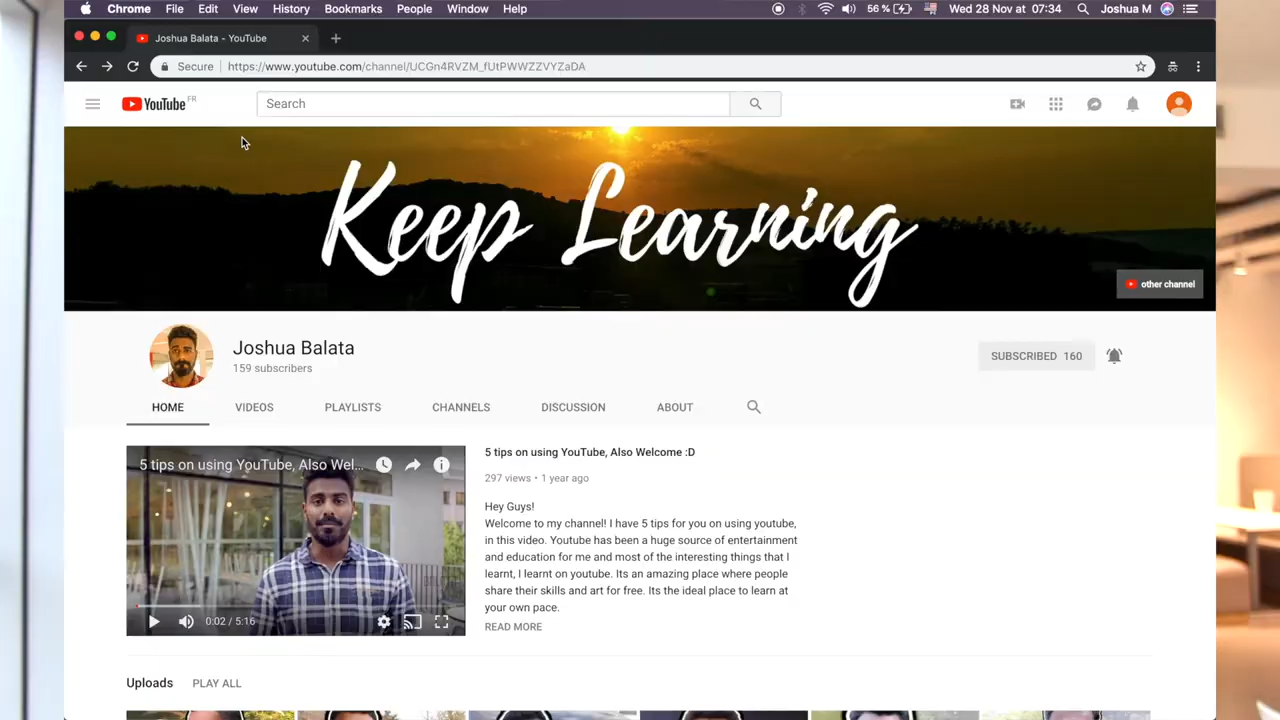 Chrome File Edit View History Bookmarks People Window Help 56 % Wed 28 Nov at 07:34 Joshua M
Joshua Balata - YouTube
Secure https://www.youtube.com/channel/UCGn4RVZM_fUtPWWZZVYZaDA
YouTube FR Search
Keep Learning
other channel
Joshua Balata
159 subscribers
SUBSCRIBED 160
HOME VIDEOS PLAYLISTS CHANNELS DISCUSSION ABOUT
5 tips on using YouTube, Also Wel...
0:02 / 5:16
5 tips on using YouTube, Also Welcome :D
297 views • 1 year ago
Hey Guys!
Welcome to my channel! I have 5 tips for you on using youtube,
in this video. Youtube has been a huge source of entertainment
and education for me and most of the interesting things that I
learnt, I learnt on youtube. Its an amazing place where people
share their skills and art for free. Its the ideal place to learn at
your own pace.
READ MORE
Uploads PLAY ALL